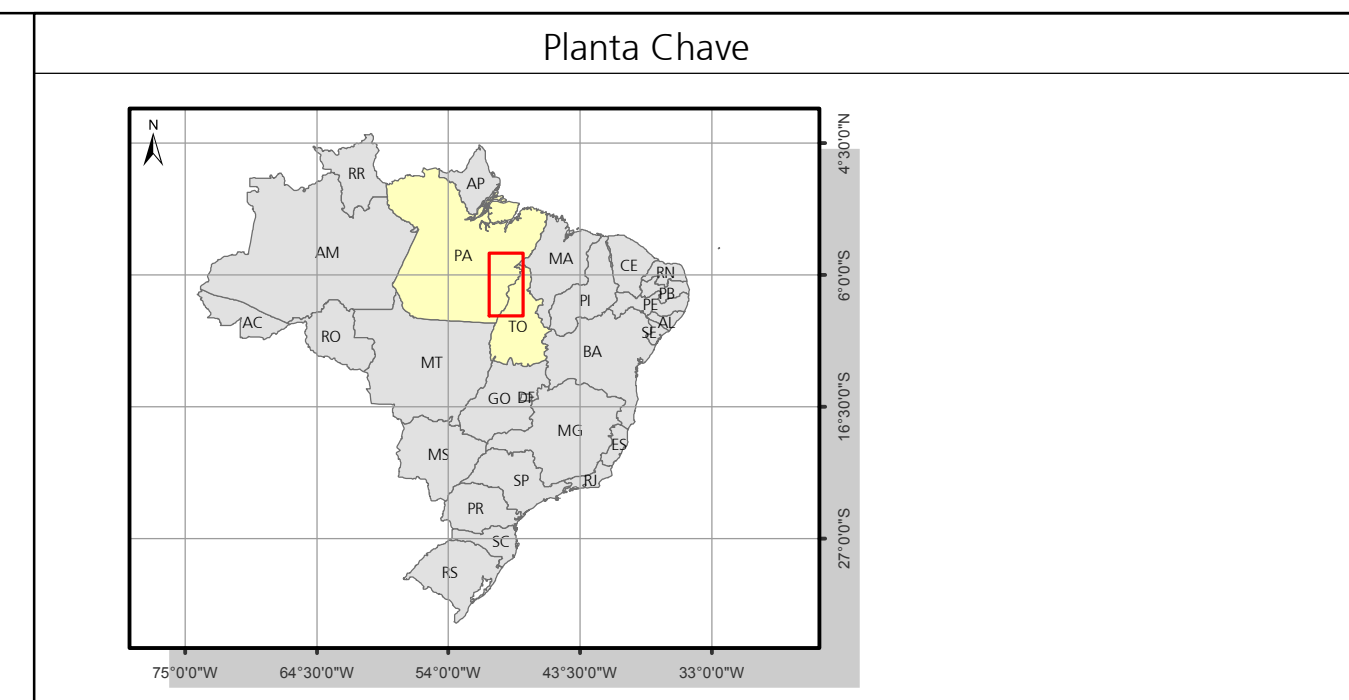 Planta Chave
N
RR
AP
AM
PA
MA
CE
RN
PB
PI
PE
AL
SE
AC
RO
TO
BA
MT
GO
DF
MG
ES
MS
SP
RJ
PR
SC
RS
4°30'0"N
6°0'0"S
16°30'0"S
27°0'0"S
75°0'0"W 64°30'0"W 54°0'0"W 43°30'0"W 33°0'0"W